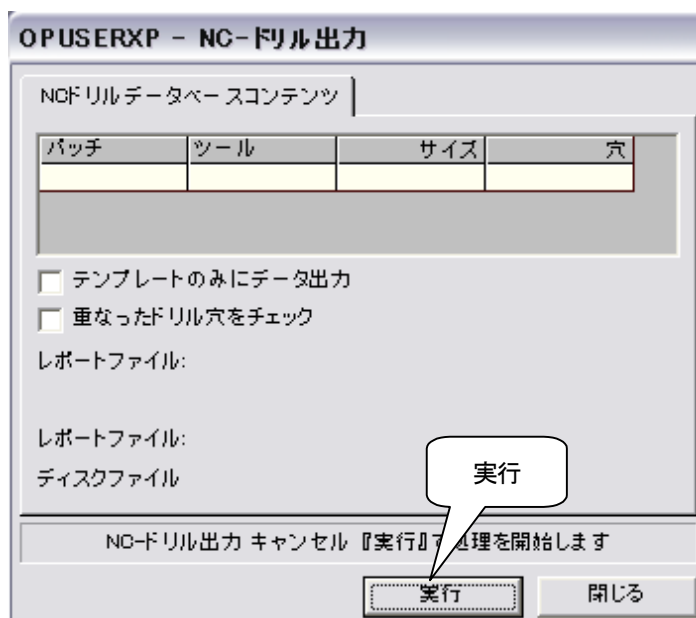 OPUSERXP - NC-ドリル出力
NCドリルデータベースコンテンツ
パッチ ツール サイズ 穴
テンプレートのみにデータ出力
重なったドリル穴をチェック
レポートファイル:
レポートファイル:
ディスクファイル
実行
NC-ドリル出力 キャンセル 『実行』で処理を開始します
実行 閉じる